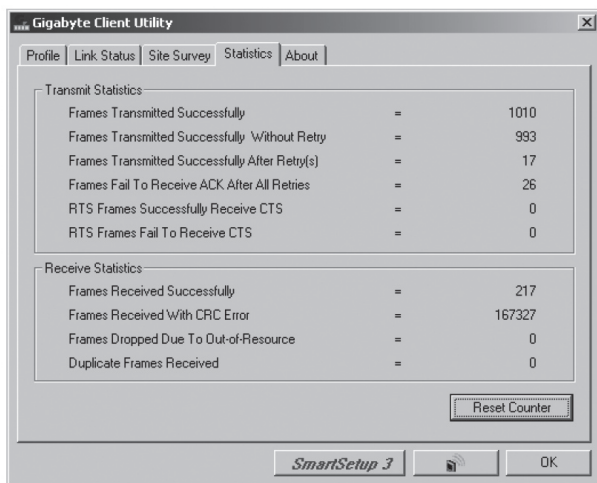 Gigabyte Client Utility
Profile Link Status Site Survey Statistics About
Transmit Statistics
Frames Transmitted Successfully = 1010
Frames Transmitted Successfully Without Retry = 993
Frames Transmitted Successfully After Retry(s) = 17
Frames Fail To Receive ACK After All Retries = 26
RTS Frames Successfully Receive CTS = 0
RTS Frames Fail To Receive CTS = 0
Receive Statistics
Frames Received Successfully = 217
Frames Received With CRC Error = 167327
Frames Dropped Due To Out-of-Resource = 0
Duplicate Frames Received = 0
Reset Counter
SmartSetup 3 OK